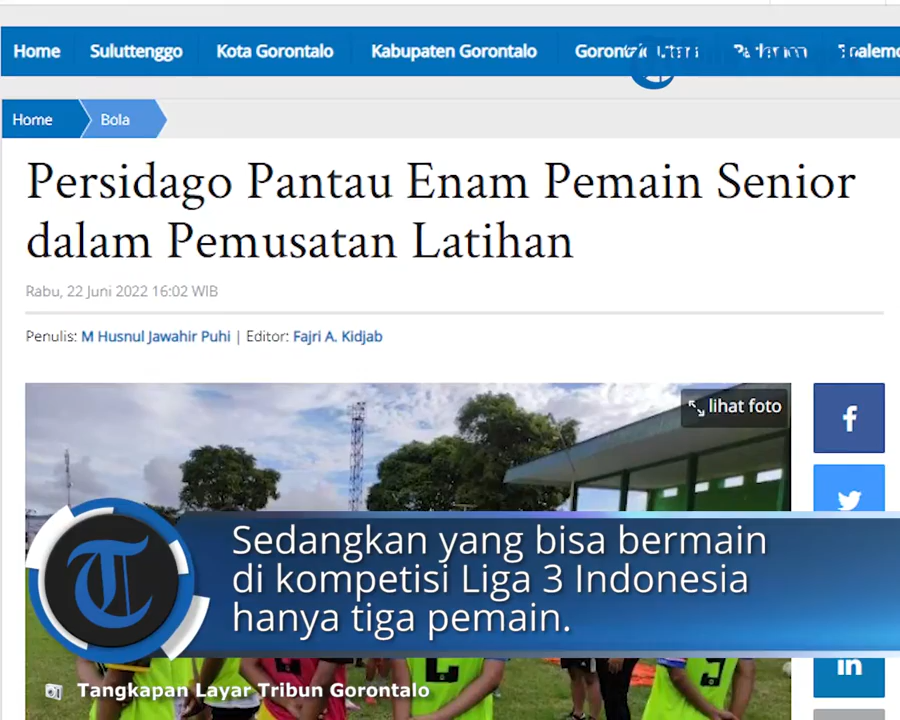 Home Suluttenggo Kota Gorontalo Kabupaten Gorontalo
Home Bola
Persidago Pantau Enam Pemain Senior
dalam Pemusatan Latihan
Rabu, 22 Juni 2022 16:02 WIB
Penulis: M Husnul Jawahir Puhi | Editor: Fajri A. Kidjab
lihat foto
Sedangkan yang bisa bermain
di kompetisi Liga 3 Indonesia
hanya tiga pemain.
Tangkapan Layar Tribun Gorontalo